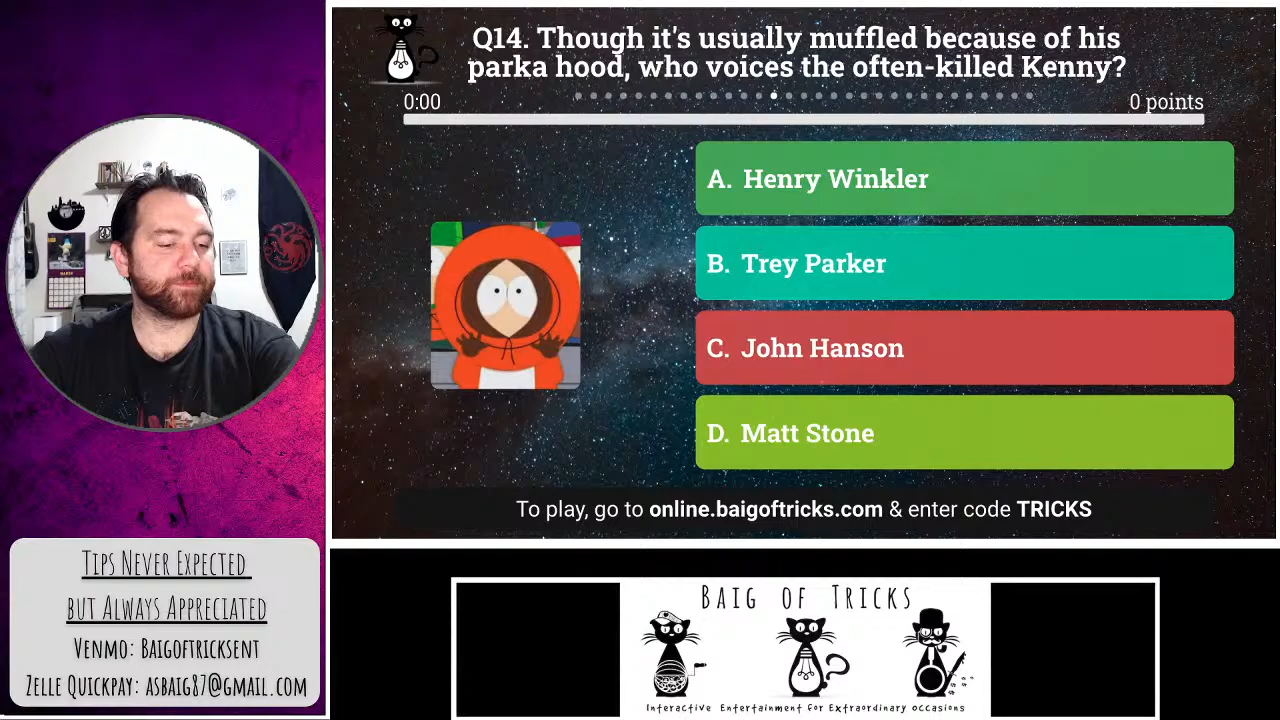 Q14. Though it's usually muffled because of his
parka hood, who voices the often-killed Kenny?
0:00
0 points
A. Henry Winkler
B. Trey Parker
C. John Hanson
D. Matt Stone
To play, go to online.baigoftricks.com & enter code TRICKS
Tips Never Expected
but Always Appreciated
Venmo: Baigoftricksent
Zelle Quickpay: asbaig87@gmail.com
Baig of Tricks
Interactive Entertainment for Extraordinary Occasions